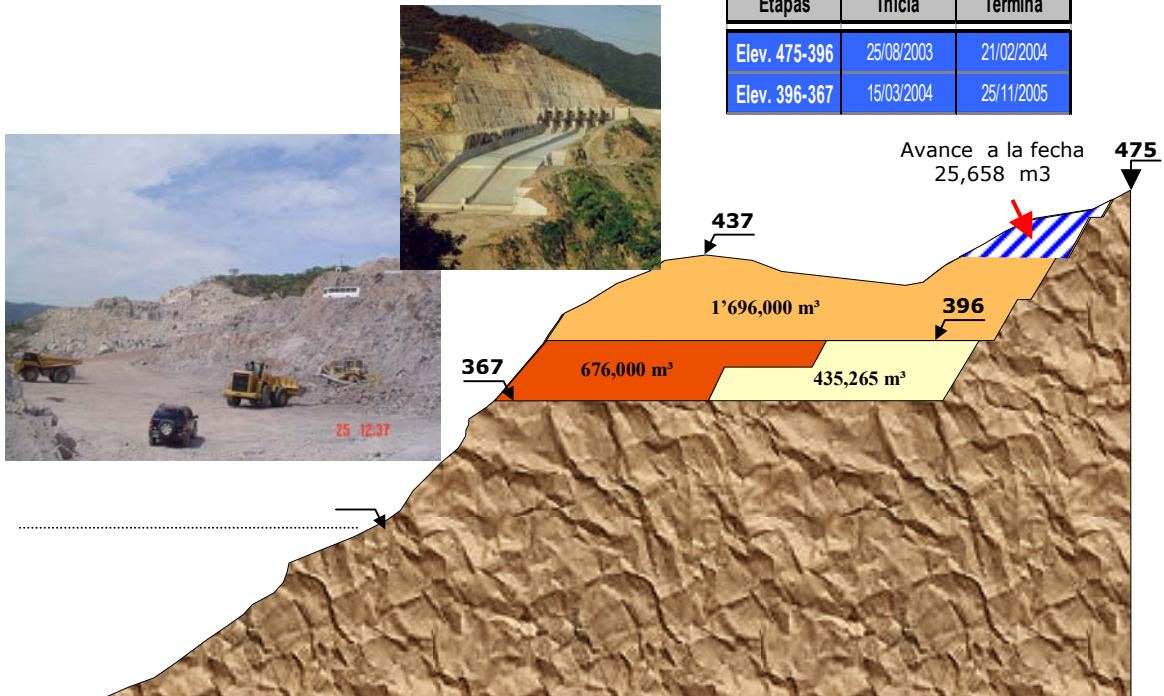 Etapas Inicia Termina
Elev. 475-396 25/08/2003 21/02/2004
Elev. 396-367 15/03/2004 25/11/2005
Avance a la fecha
25,658 m3
475
437
1’696,000 m³
396
367
676,000 m³
435,265 m³
25 12:37